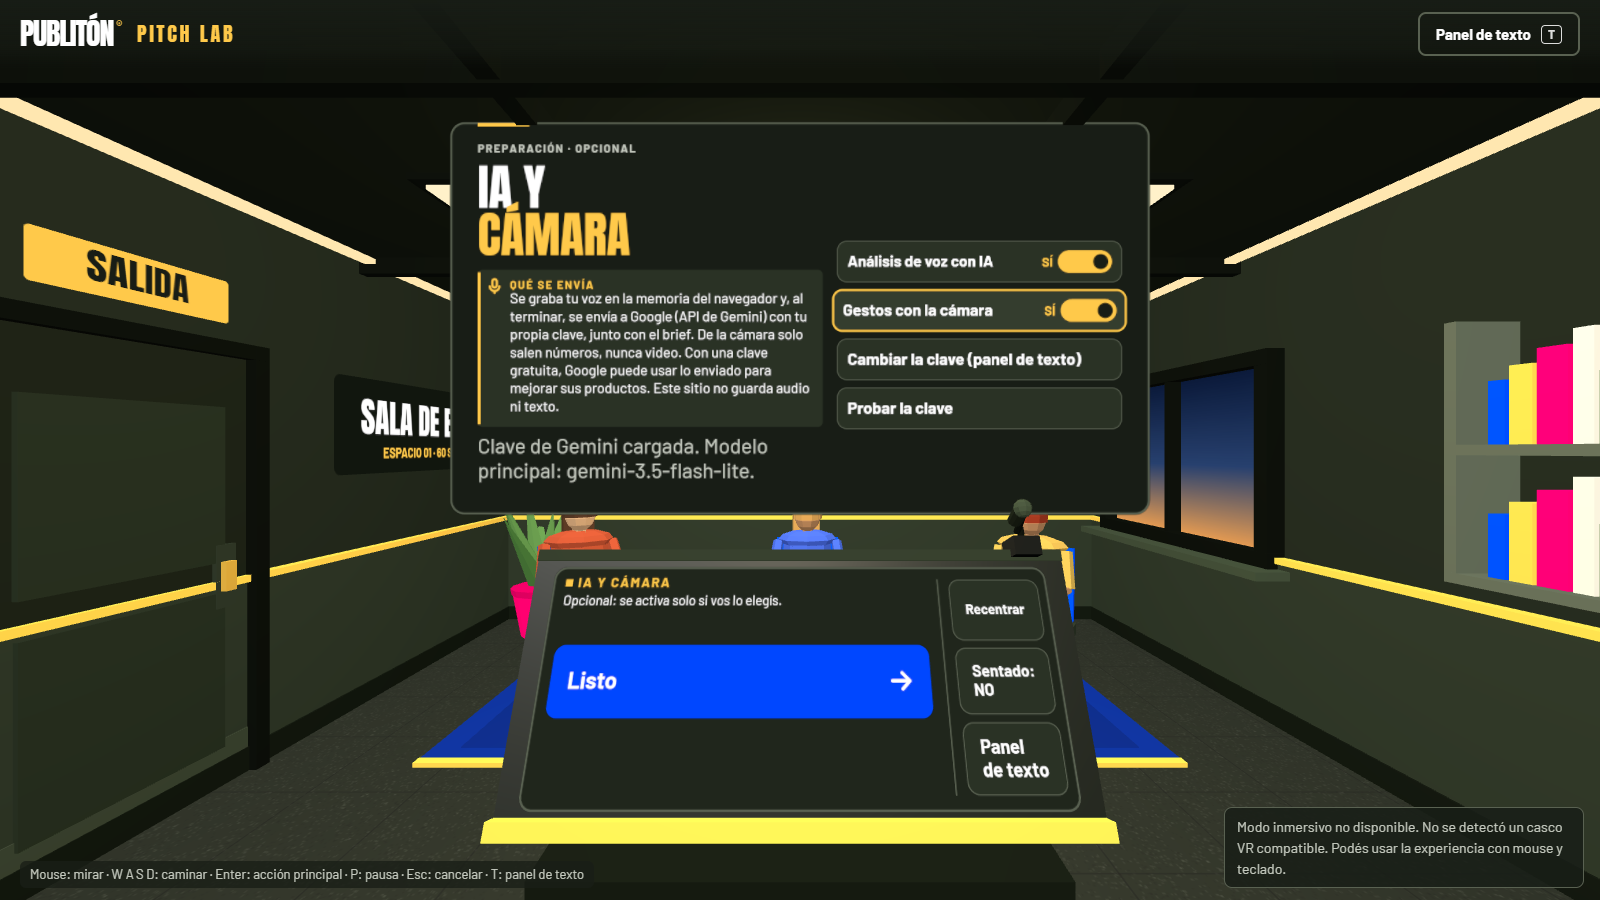 PUBLITÓN
PITCH LAB
Panel de texto T
SALIDA
SALA DE
ESPACIO 01 · 60
PREPARACIÓN · OPCIONAL
IA Y
CÁMARA
QUÉ SE ENVÍA
Se graba tu voz en la memoria del navegador y, al
terminar, se envía a Google (API de Gemini) con tu
propia clave, junto con el brief. De la cámara solo
salen números, nunca video. Con una clave
gratuita, Google puede usar lo enviado para
mejorar sus productos. Este sitio no guarda audio
ni texto.
Clave de Gemini cargada. Modelo
principal: gemini-3.5-flash-lite.
Análisis de voz con IA SÍ
Gestos con la cámara SÍ
Cambiar la clave (panel de texto)
Probar la clave
IA Y CÁMARA
Opcional: se activa solo si vos lo elegís.
Listo
Recentrar
Sentado:
NO
Panel
de texto
Mouse: mirar · W A S D: caminar · Enter: acción principal · P: pausa · Esc: cancelar · T: panel de texto
Modo inmersivo no disponible. No se detectó un casco
VR compatible. Podés usar la experiencia con mouse y
teclado.